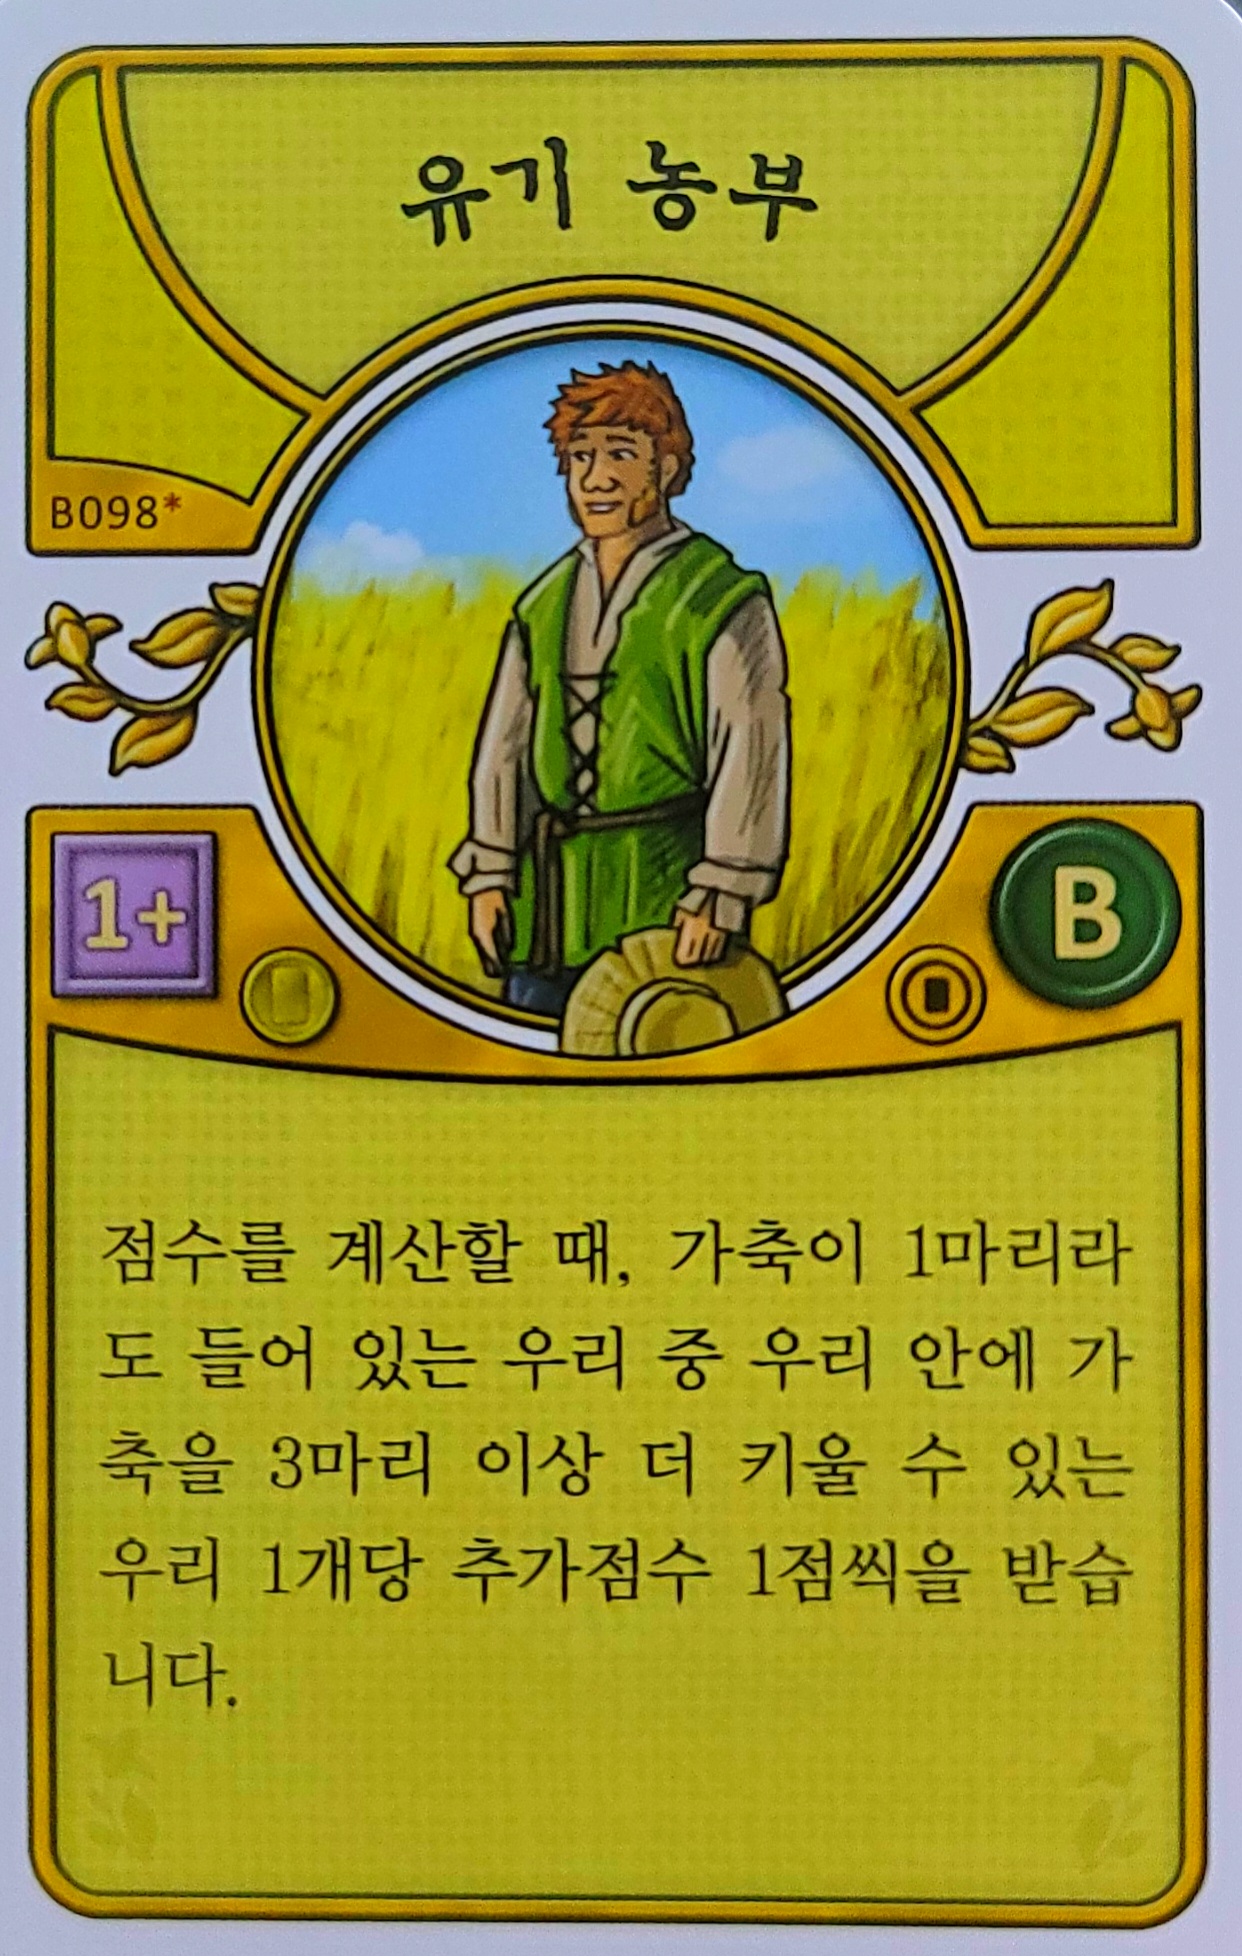 유기 농부
B098*
1+
B
점수를 계산할 때, 가축이 1마리라
도 들어 있는 우리 중 우리 안에 가
축을 3마리 이상 더 키울 수 있는
우리 1개당 추가점수 1점씩을 받습
니다.